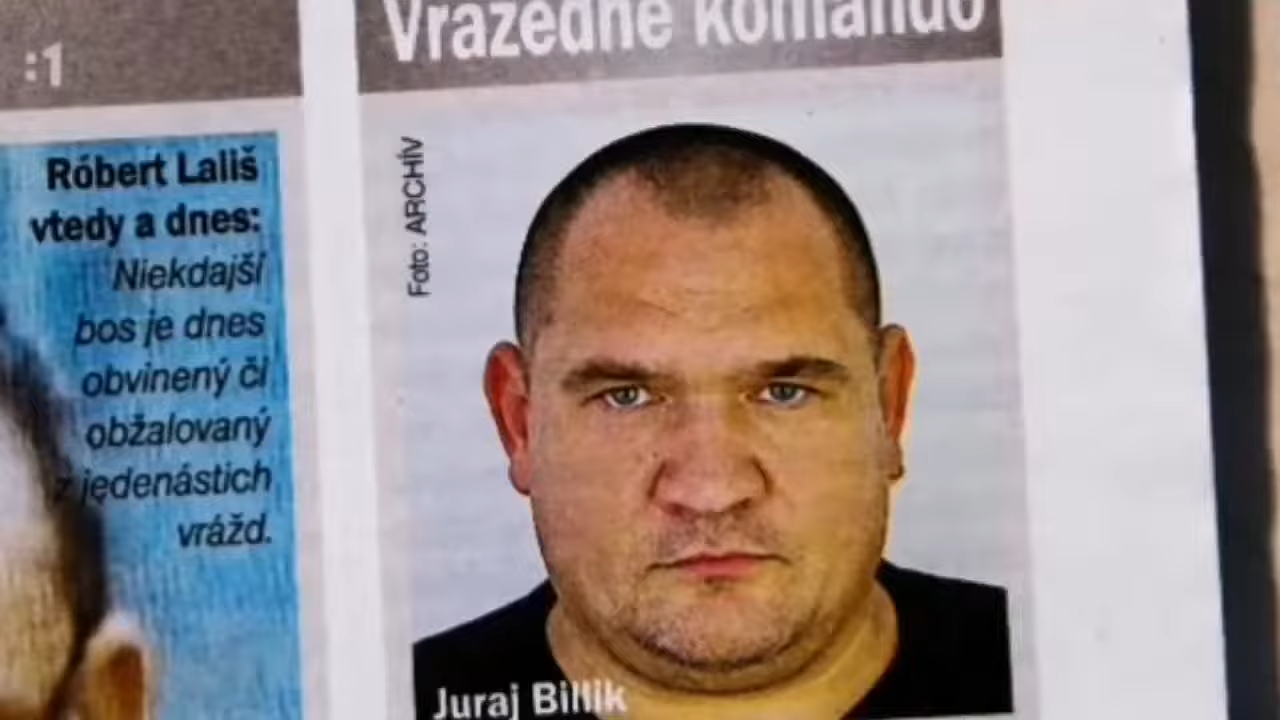 :1
Róbert Lališ
vtedy a dnes:
Niekdajší
bos je dnes
obvinený či
obžalovaný
z jedenástich
vrážd.
Vražedné komando
Foto: ARCHÍV
Juraj Billik